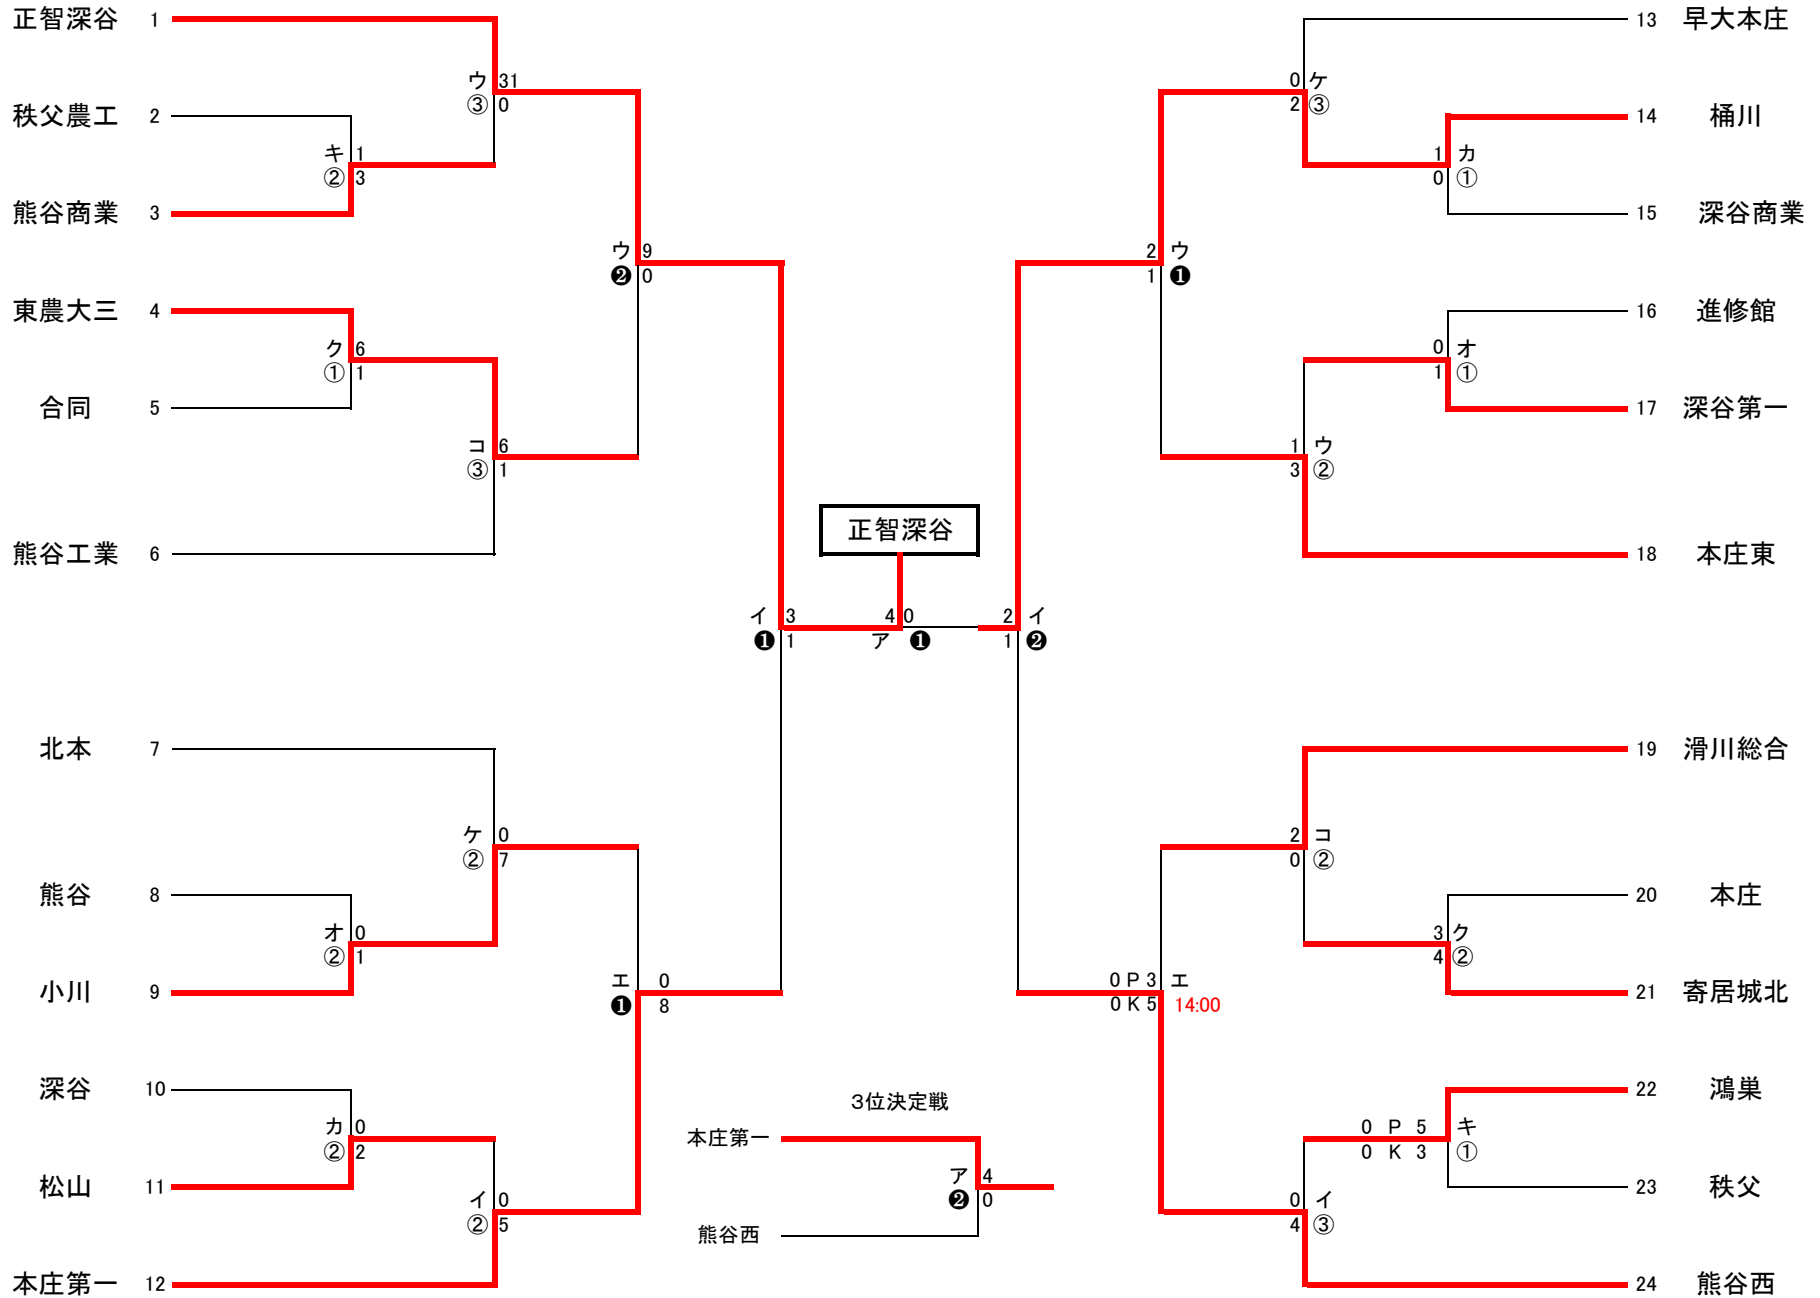 正智深谷 1
ウ 31
③ 0
秩父農工 2
キ 1
② 3
熊谷商業 3
ウ 9
❷ 0
東農大三 4
ク 6
① 1
合同 5
コ 6
③ 1
熊谷工業 6
イ 3
❶ 1
北本 7
ケ 0
② 7
熊谷 8
オ 0
② 1
小川 9
エ 0
❶ 8
深谷 10
カ 0
② 2
松山 11
イ 0
② 5
本庄第一 12
正智深谷
4 0
ア ❶
3位決定戦
本庄第一
ア 4
❷ 0
熊谷西
13 早大本庄
0 ケ
2 ③
14 桶川
1 カ
0 ①
15 深谷商業
2 ウ
1 ❶
16 進修館
0 オ
1 ①
17 深谷第一
1 ウ
3 ②
18 本庄東
2 イ
1 ❷
19 滑川総合
2 コ
0 ②
20 本庄
3 ク
4 ②
21 寄居城北
0 P 3 エ
0 K 5 14:00
22 鴻巣
0 P 5 キ
0 K 3 ①
23 秩父
0 イ
4 ③
24 熊谷西